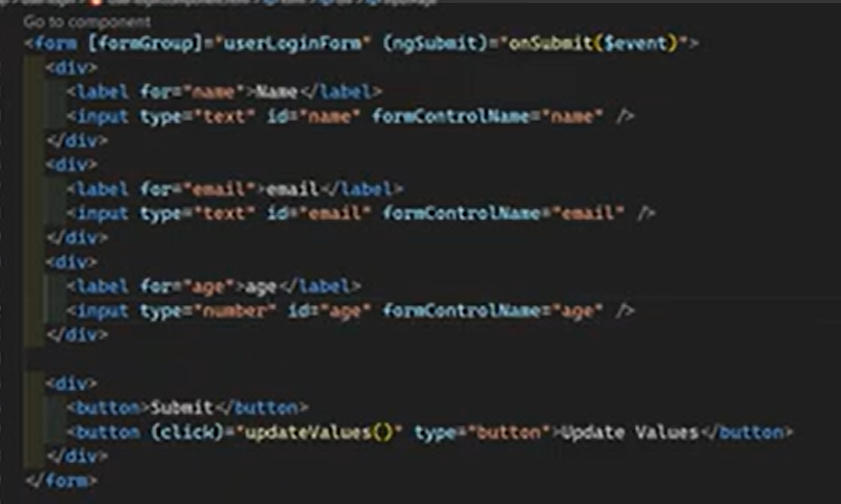 Go to component
<form [formGroup]="userLoginForm" (ngSubmit)="onSubmit($event)">
<div>
<label for="name">Name</label>
<input type="text" id="name" formControlName="name" />
</div>
<div>
<label for="email">email</label>
<input type="text" id="email" formControlName="email" />
</div>
<div>
<label for="age">age</label>
<input type="number" id="age" formControlName="age" />
</div>
<div>
<button>Submit</button>
<button (click)="updateValues()" type="button">Update Values</button>
</div>
</form>